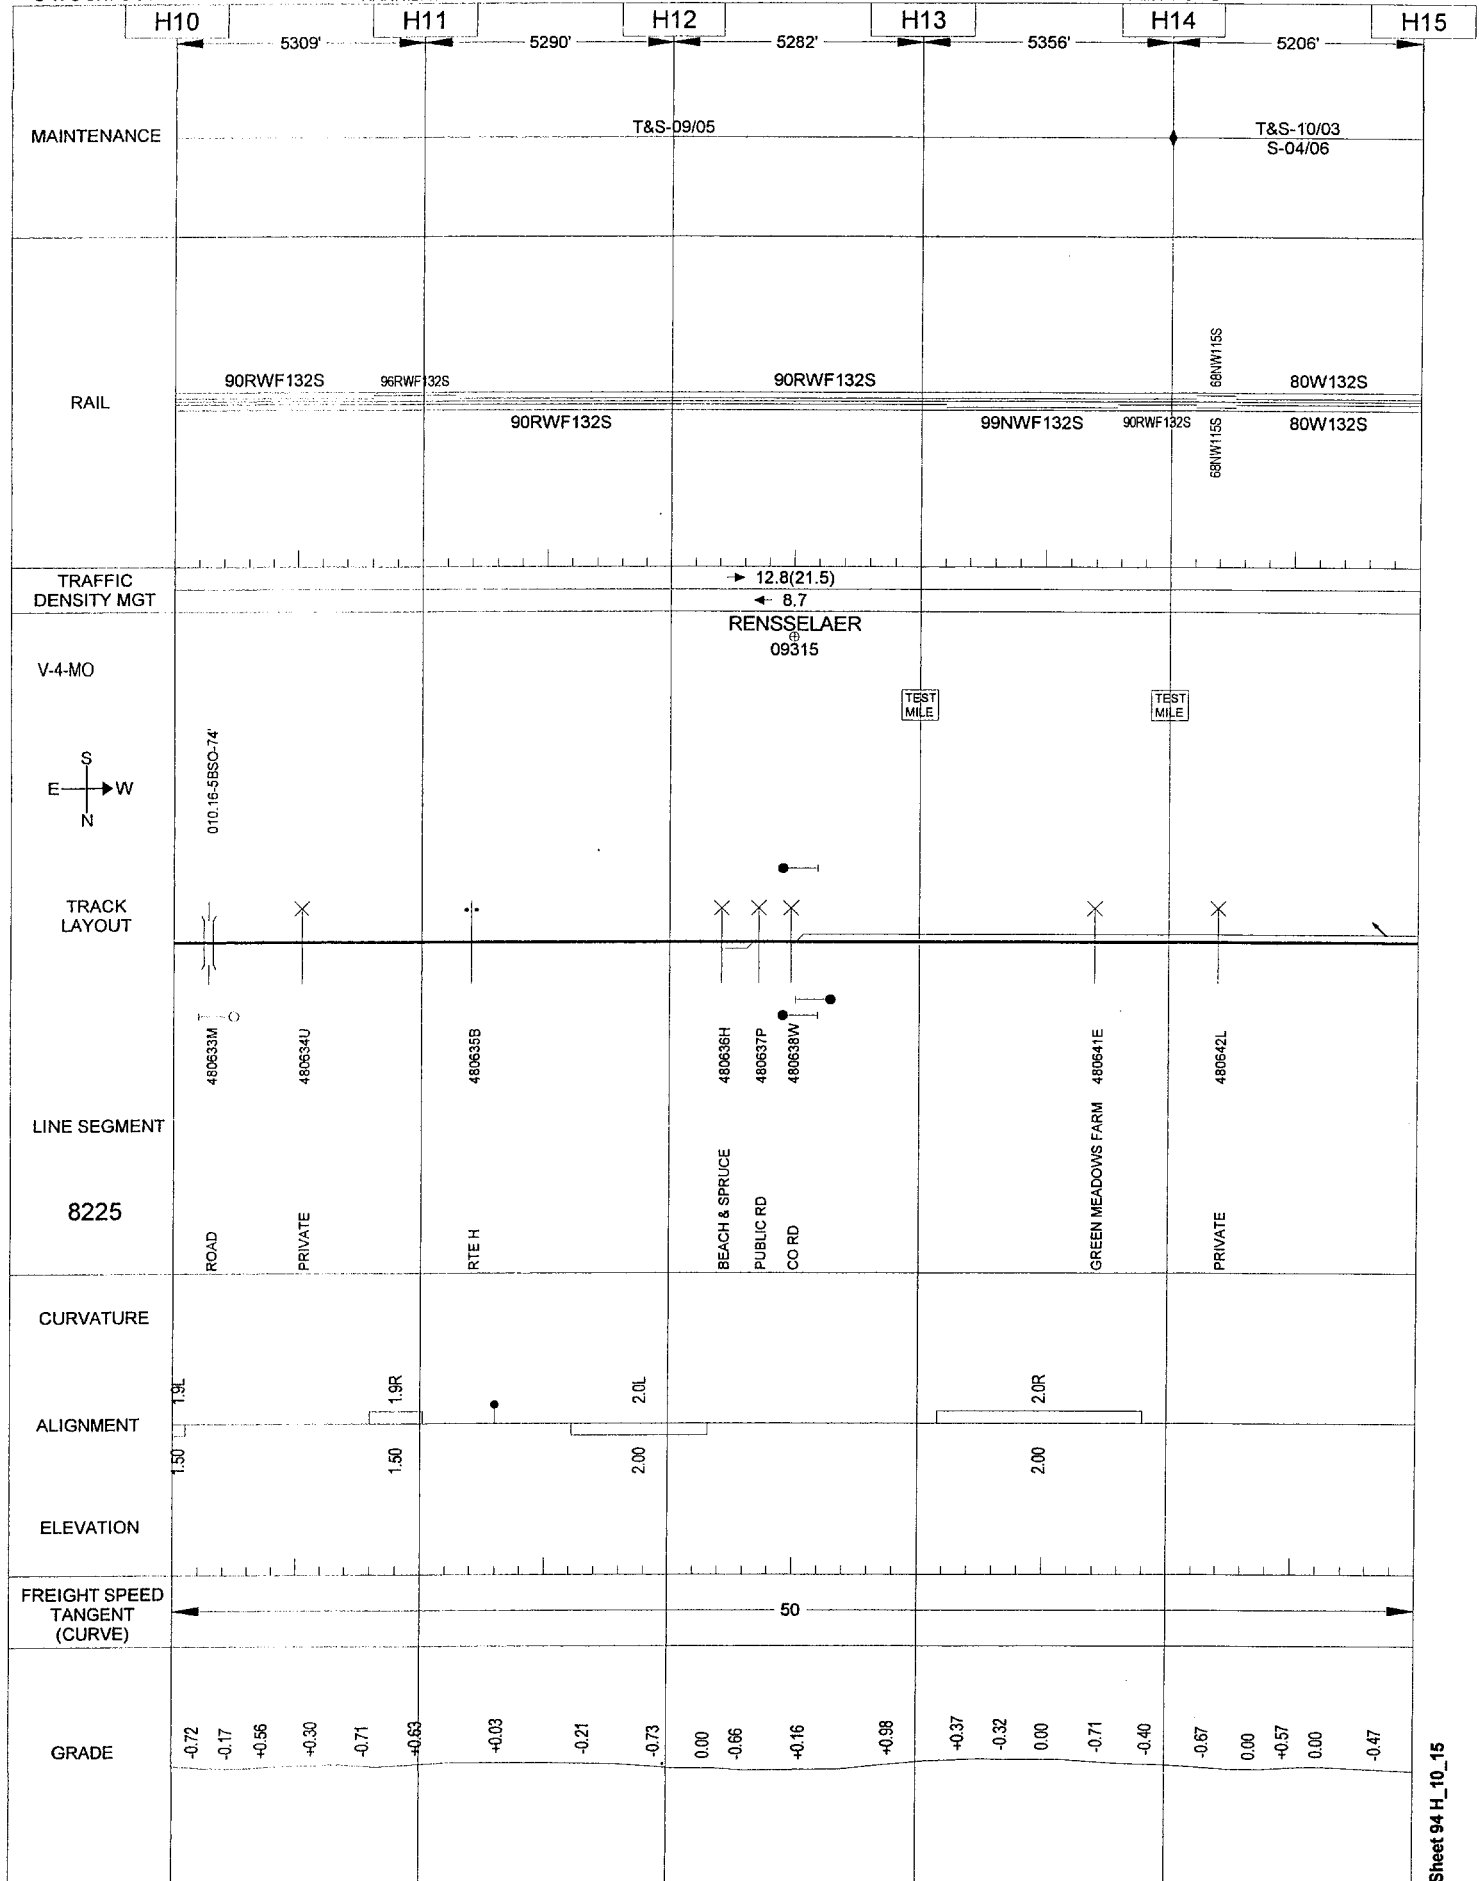 H10 H11 H12 H13 H14 H15
5309' 5290' 5282' 5356' 5206'
MAINTENANCE
T&S-09/05
T&S-10/03
S-04/06
RAIL
90RWF132S
96RWF132S
90RWF132S
68NW115S
80W132S
90RWF132S
99NWF132S
90RWF132S
68NW115S
80W132S
TRAFFIC
DENSITY MGT
12.8(21.5)
8.7
RENSSELAER
09315
V-4-MO
TEST
MILE
TEST
MILE
S
E W
N
010.16-5BSO-74'
TRACK
LAYOUT
480633M
480634U
480635B
480636H
480637P
480638W
480641E
480642L
LINE SEGMENT
8225
ROAD
PRIVATE
RTE H
BEACH & SPRUCE
PUBLIC RD
CO RD
GREEN MEADOWS FARM
PRIVATE
CURVATURE
1.9L
1.9R
2.0L
2.0R
ALIGNMENT
1.50
1.50
2.00
2.00
ELEVATION
FREIGHT SPEED
TANGENT
(CURVE)
50
GRADE
-0.72
-0.17
+0.56
+0.30
-0.71
+0.63
+0.03
-0.21
-0.73
0.00
-0.66
+0.16
+0.98
+0.37
-0.32
0.00
-0.71
-0.40
-0.67
0.00
+0.57
0.00
-0.47
Sheet 94 H_10_15